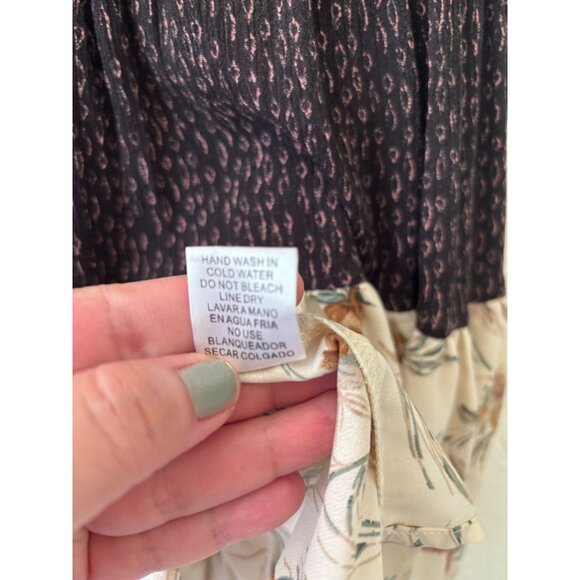 HAND WASH IN
COLD WATER
DO NOT BLEACH
LINE DRY
LAVAR A MANO
EN AGUA FRIA
NO USE
BLANQUEADOR
SECAR COLGADO